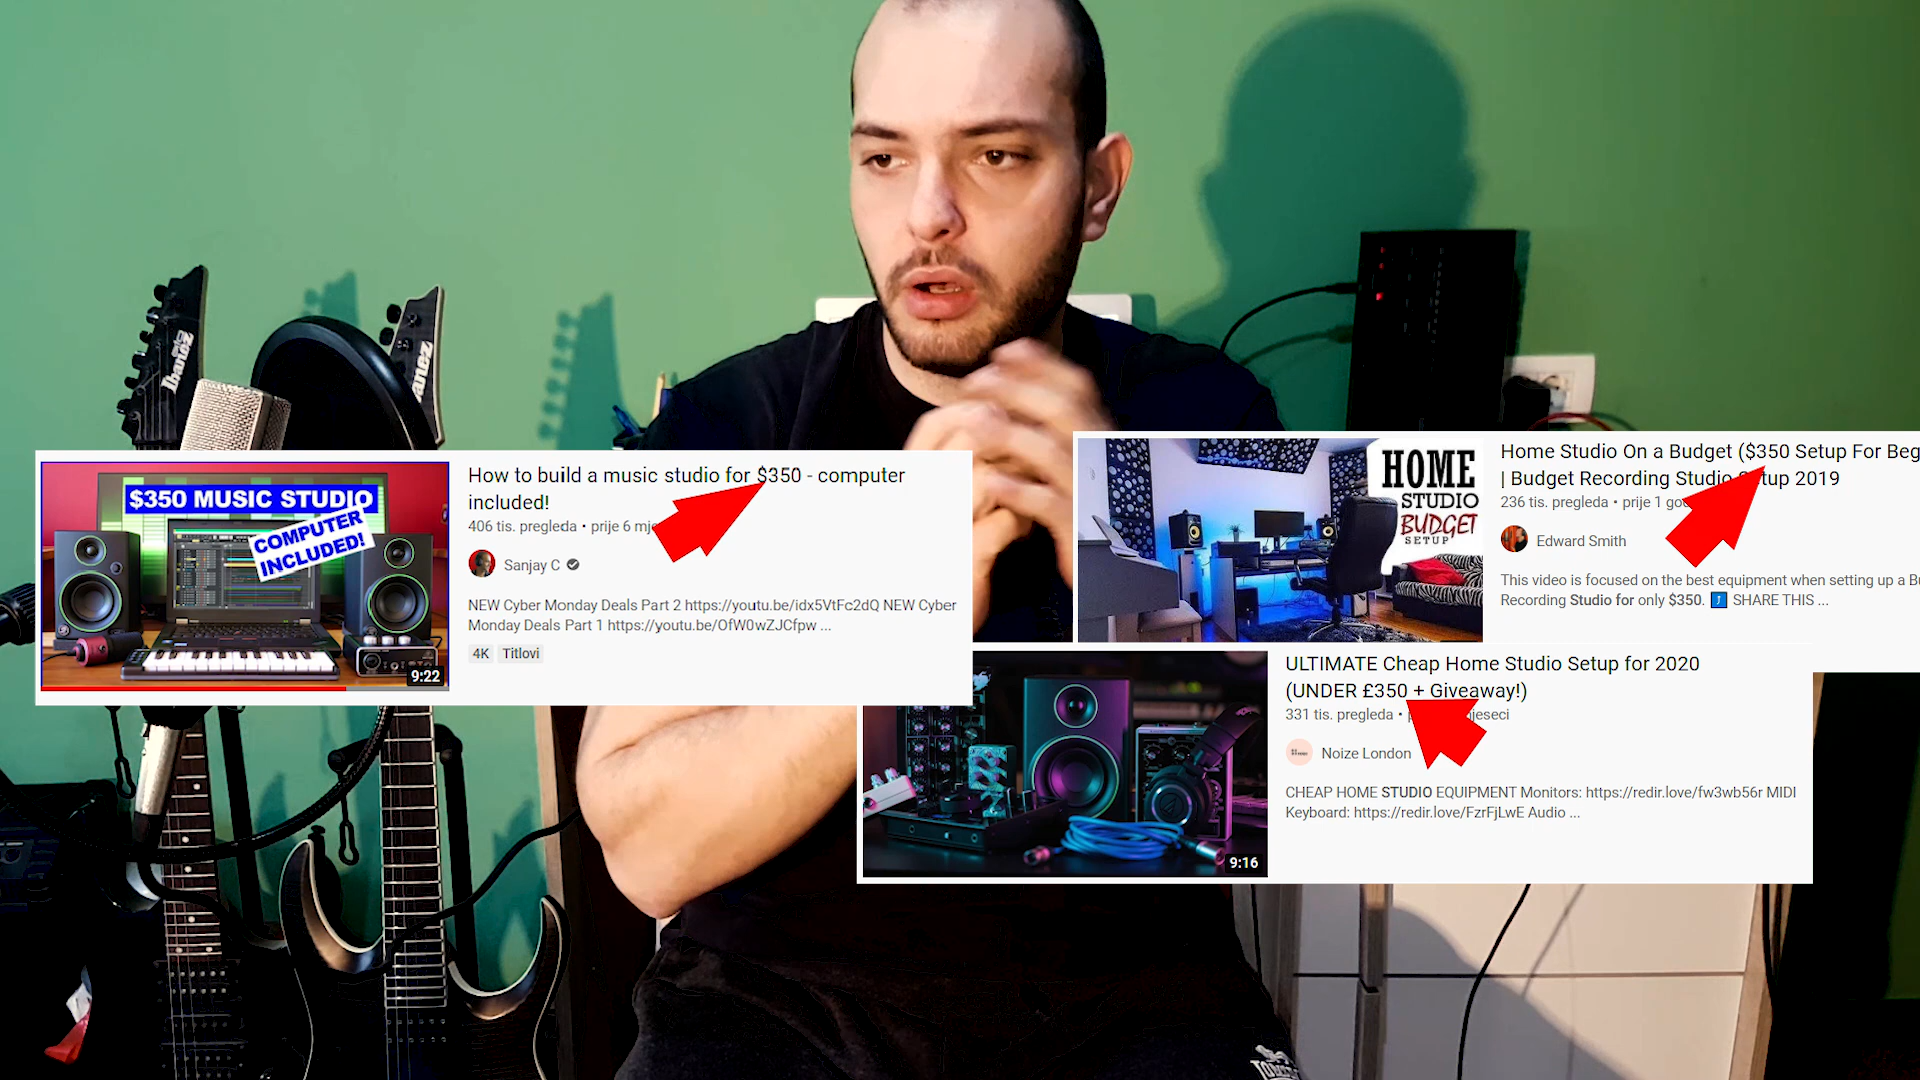 Ibanez
$350 MUSIC STUDIO
COMPUTER
INCLUDED!
9:22
How to build a music studio for $350 - computer
included!
406 tis. pregleda • prije 6
Sanjay C
NEW Cyber Monday Deals Part 2 https://youtu.be/idx5VtFc2dQ NEW Cyber
Monday Deals Part 1 https://youtu.be/OfW0wZJCfpw ...
4K Titlovi
HOME
STUDIO
BUDGET
SETUP
Home Studio On a Budget ($350 Setup For Beg
| Budget Recording Studio Setup 2019
236 tis. pregleda • prije 1
Edward Smith
This video is focused on the best equipment when setting up a B
Recording Studio for only $350. SHARE THIS ...
9:16
ULTIMATE Cheap Home Studio Setup for 2020
(UNDER £350 + Giveaway!)
331 tis. pregleda •
Noize London
CHEAP HOME STUDIO EQUIPMENT Monitors: https://redir.love/fw3wb56r MIDI
Keyboard: https://redir.love/FzrFjLwE Audio ...